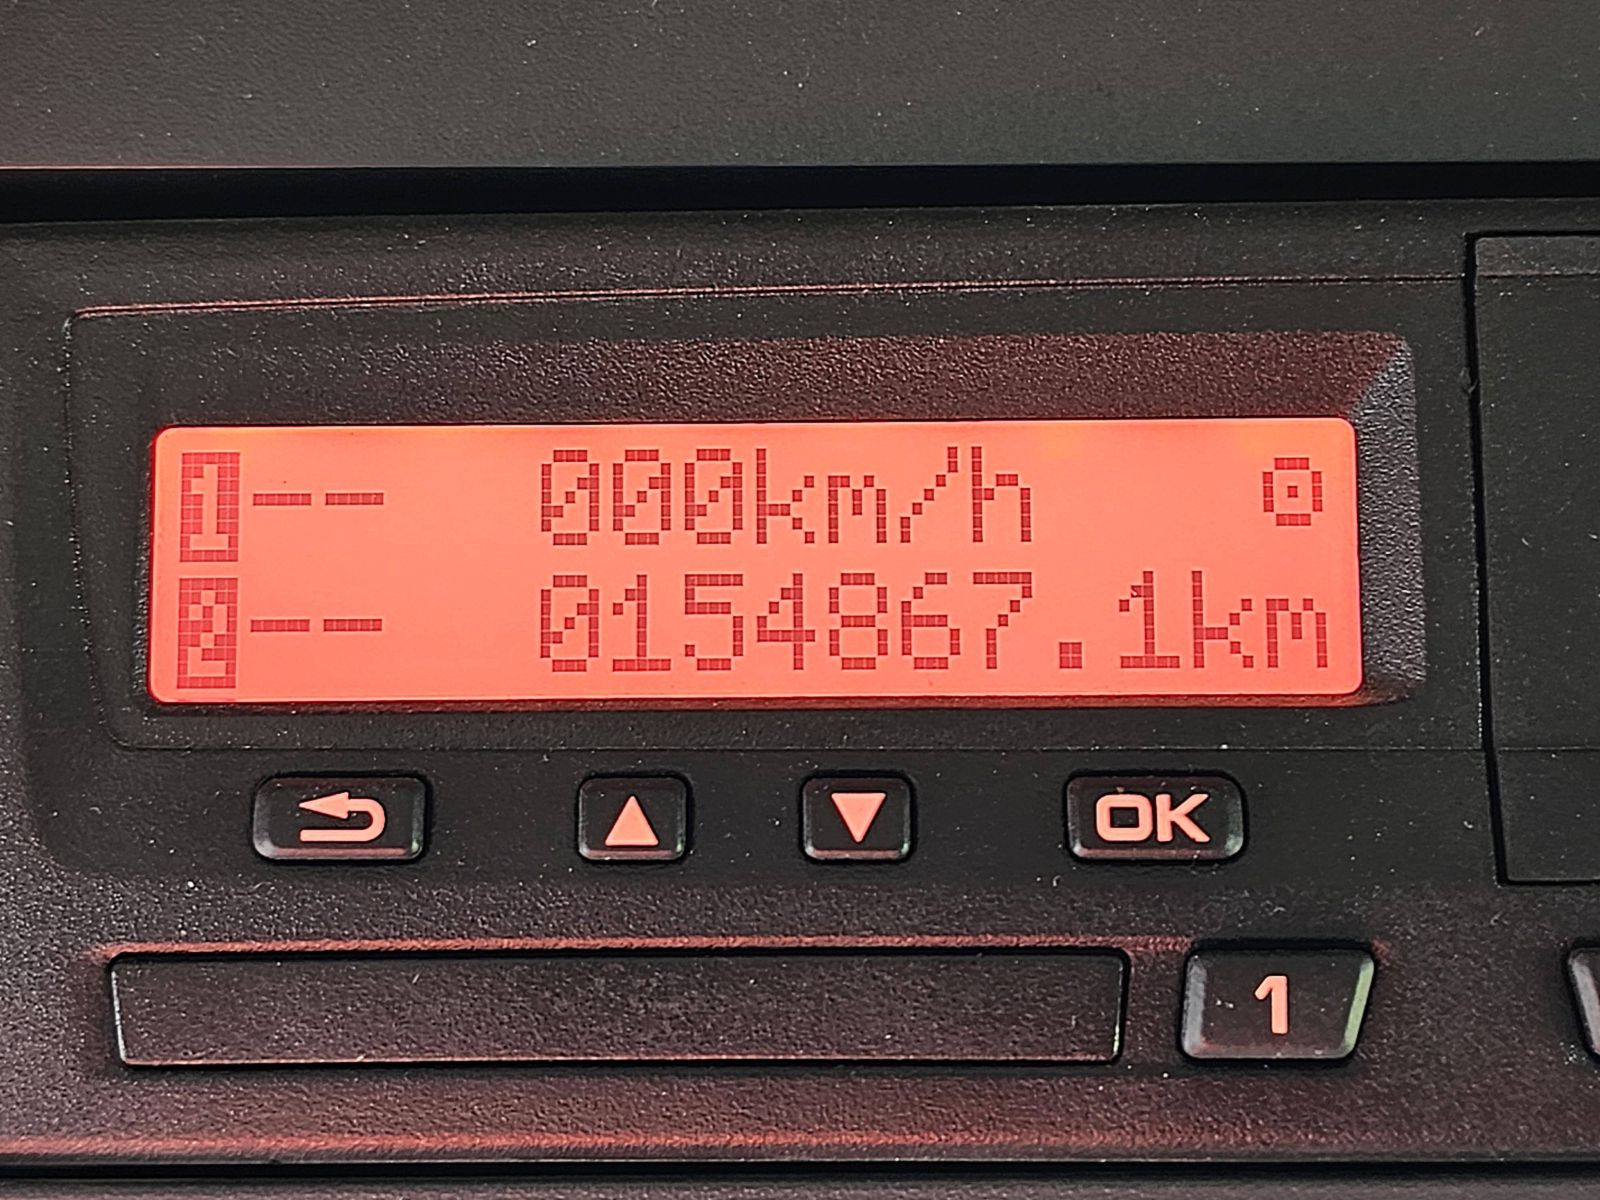 1 -- 000km/h ⊙
2 -- 0154867.1km
OK
1